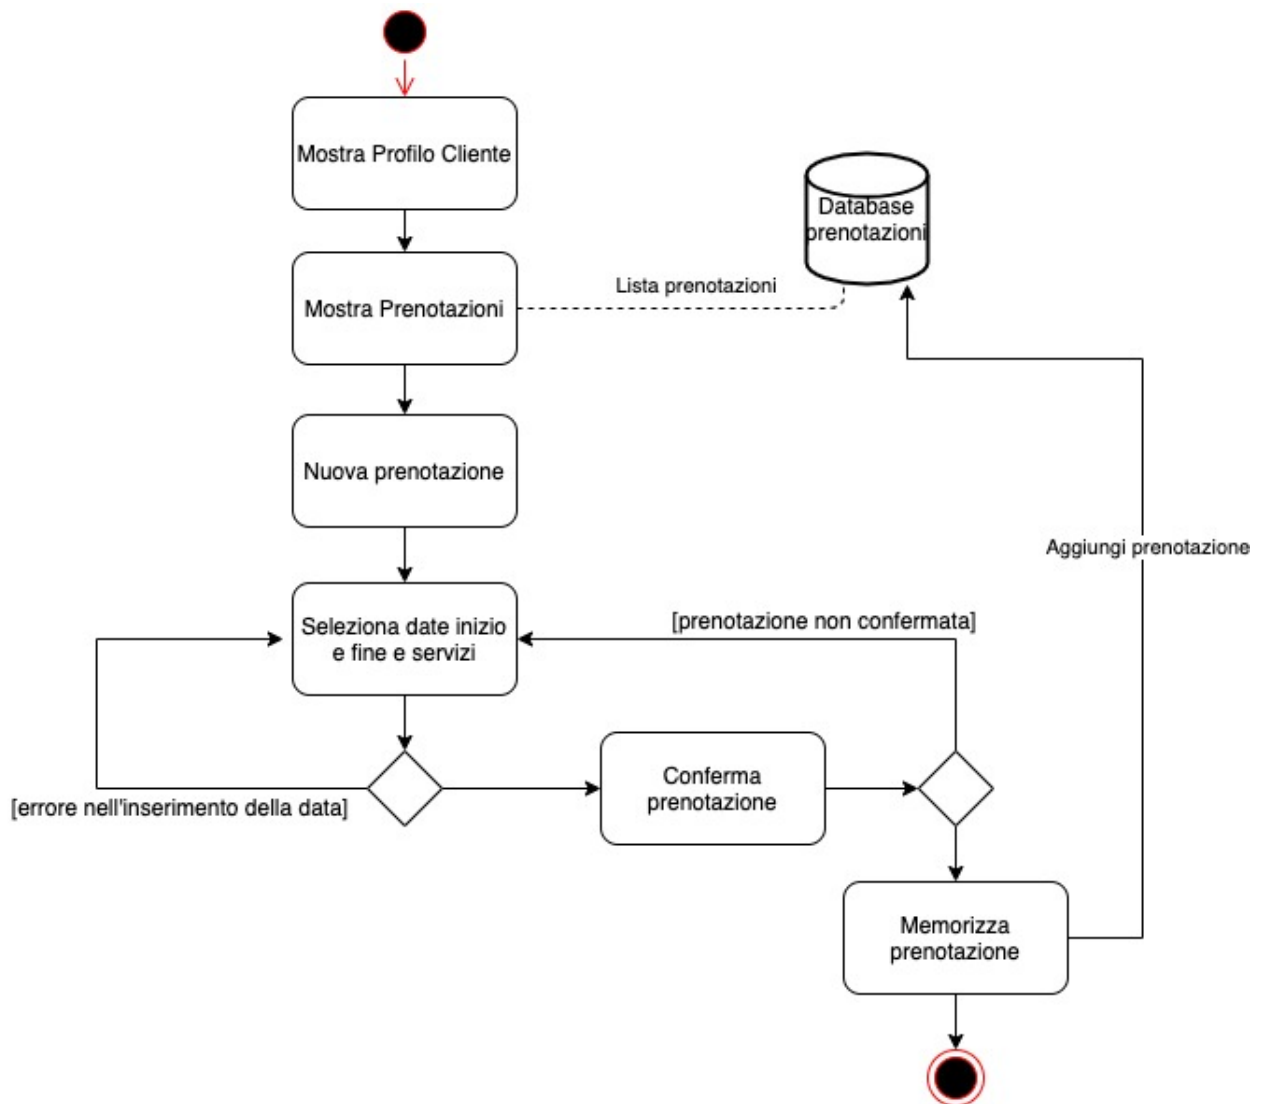 Mostra Profilo Cliente
Database
prenotazioni
Lista prenotazioni
Mostra Prenotazioni
Nuova prenotazione
Aggiungi prenotazione
Seleziona date inizio
e fine e servizi
[prenotazione non confermata]
[errore nell'inserimento della data]
Conferma
prenotazione
Memorizza
prenotazione